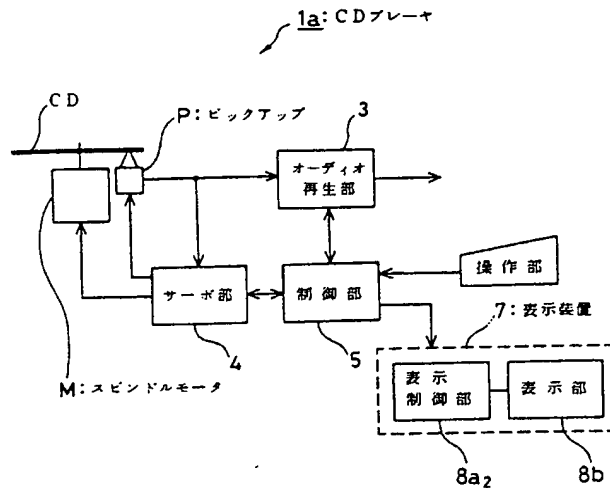 1a: CDプレーヤ
CD
P: ピックアップ
3
オーディオ
再生部
操作部
サーボ部
制御部
7: 表示装置
4
5
M: スピンドルモータ
表示
制御部
表示部
8a2
8b